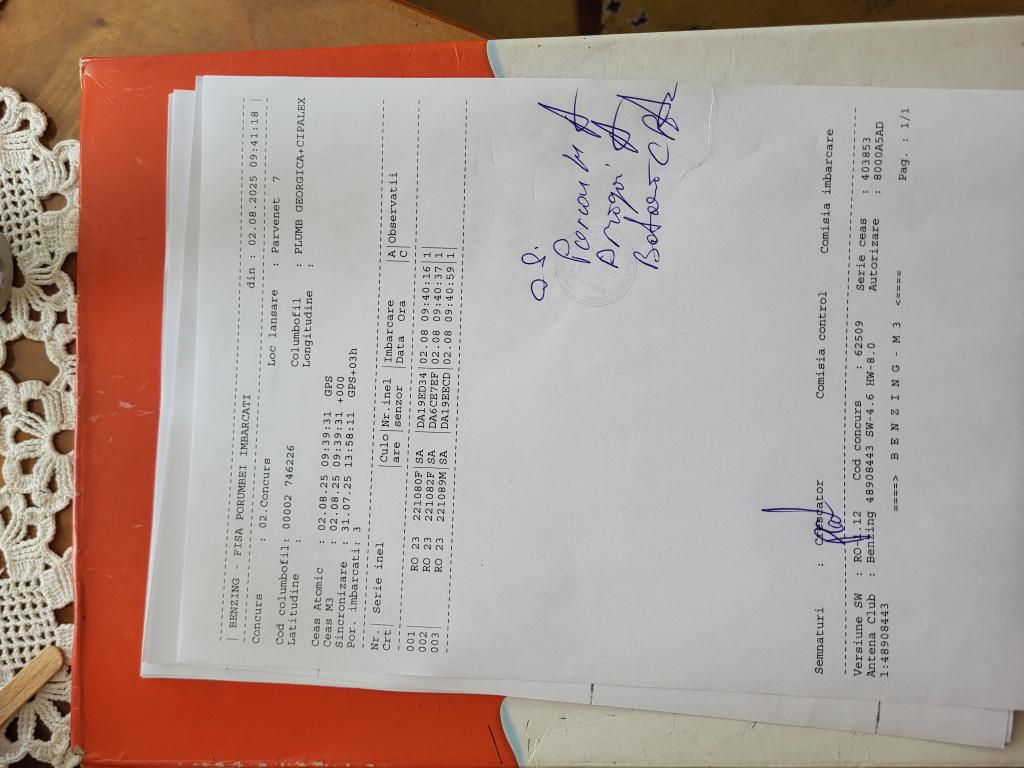 | BENZING - FISA PORUMBEI IMBARCATI din : 02.08.2025 09:41:18 |
Concurs : 02.Concurs Loc lansare : Parvenet 7
Cod columbofil: 00002 746226 Columbofil : PLUMB GEORGICA+CIPALEX
Latitudine : Longitudine :
Ceas Atomic : 02.08.25 09:39:31 GPS
Ceas M3 : 02.08.25 09:59:31 +000
Sincronizare : 31.07.25 13:58:11 GPS+03h
Por. imbarcati: 3
Nr. | Serie inel |Culo|Nr.inel |Imbarcare |A|Observatii
Crt| |are |senzor |Data Ora |C|
001| RO 23 221080F|SA |DA19ED34|02.08 09:40:16|1|
002| RO 23 221082F|SA |DA6CE7EF|02.08 09:40:37|1|
003| RO 23 221089M|SA |DA19EECD|02.08 09:40:59|1|
Semnaturi : Crescator Comisia control Comisia imbarcare
Versiune SW : RO-1.12 Cod concurs : 62509 Serie ceas : 403853
Antena Club : Benzing 48908443 SW-4.6 HW-8.0 Autorizare : 8000A5AD
1:48908443
====> B E N Z I N G - M 3 <==== Pag. : 1/1